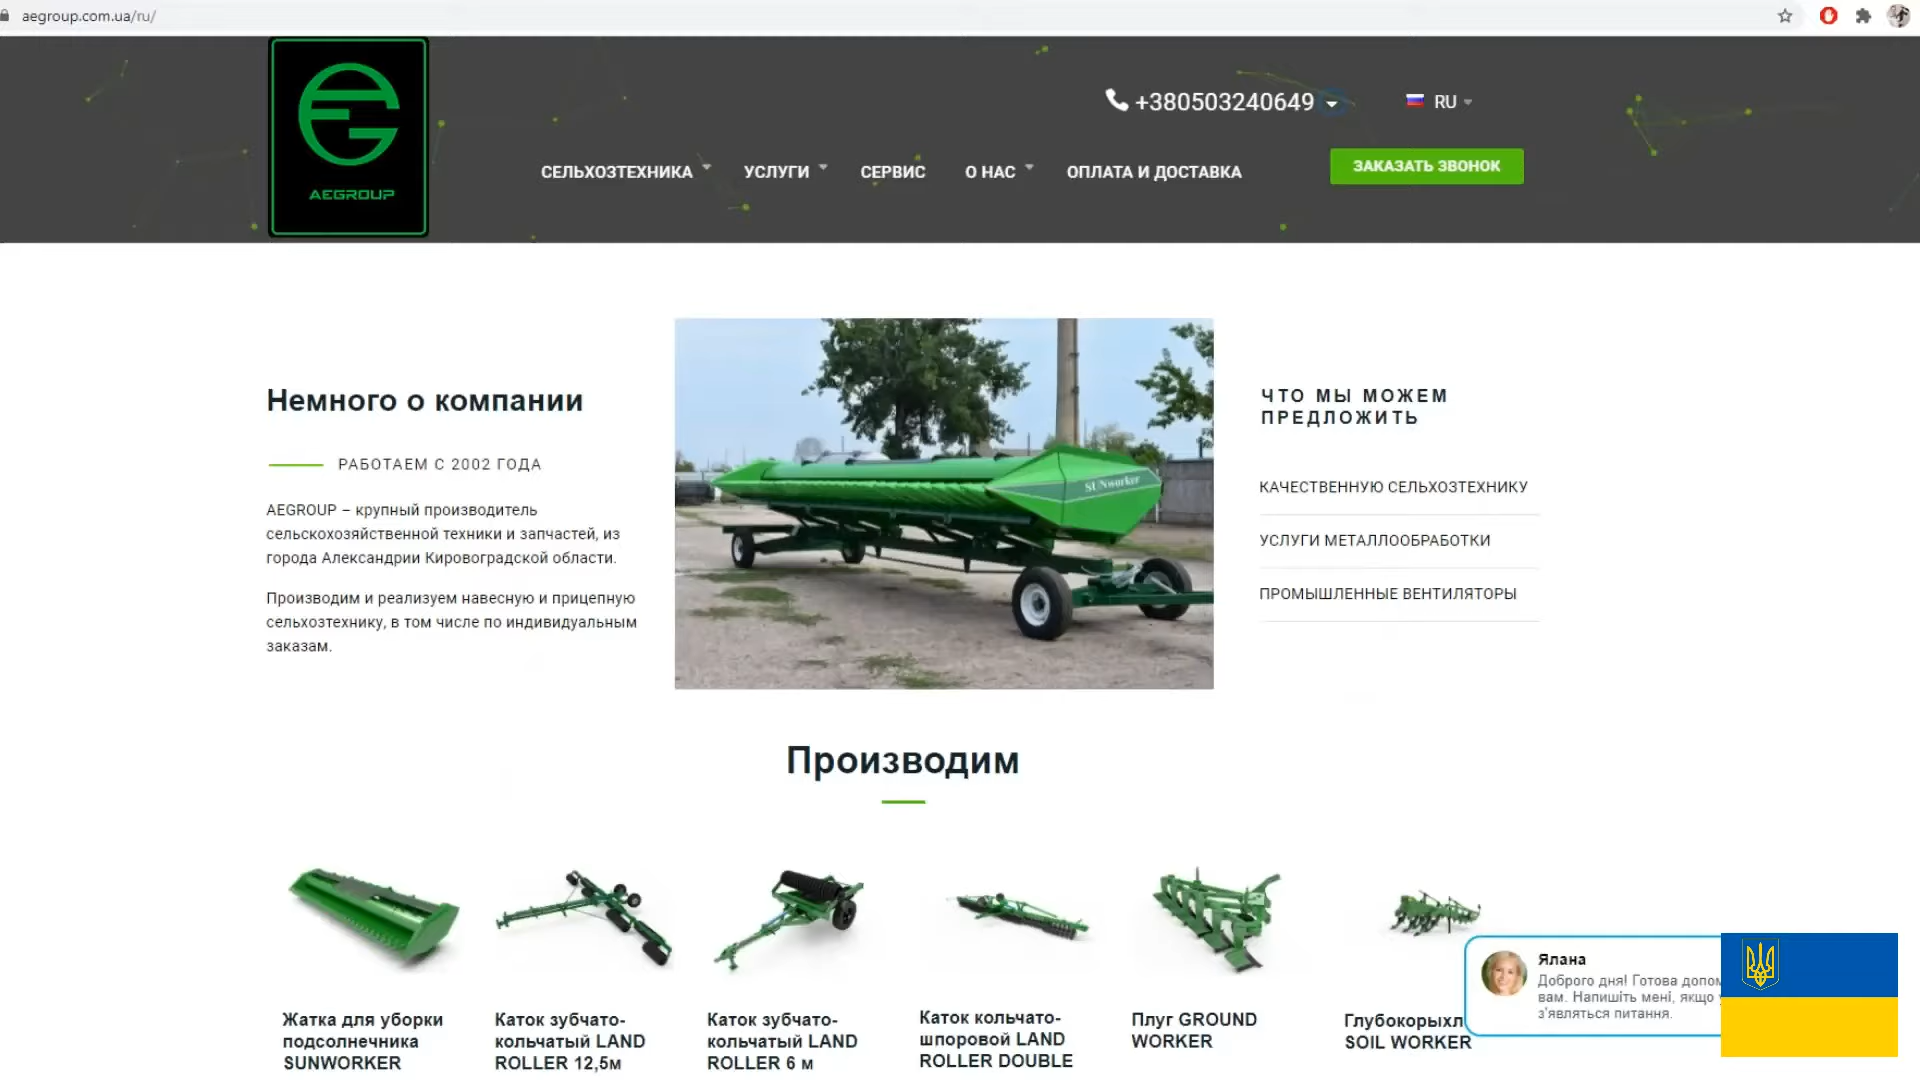 aegroup.com.ua/ru/
AEGROUP
+380503240649
RU
СЕЛЬХОЗТЕХНИКА
УСЛУГИ
СЕРВИС
О НАС
ОПЛАТА И ДОСТАВКА
ЗАКАЗАТЬ ЗВОНОК
Немного о компании
РАБОТАЕМ С 2002 ГОДА
AEGROUP – крупный производитель
сельскохозяйственной техники и запчастей, из
города Александрии Кировоградской области.
Производим и реализуем навесную и прицепную
сельхозтехнику, в том числе по индивидуальным
заказам.
SUNworker
ЧТО МЫ МОЖЕМ
ПРЕДЛОЖИТЬ
КАЧЕСТВЕННУЮ СЕЛЬХОЗТЕХНИКУ
УСЛУГИ МЕТАЛЛООБРАБОТКИ
ПРОМЫШЛЕННЫЕ ВЕНТИЛЯТОРЫ
Производим
Жатка для уборки
подсолнечника
SUNWORKER
Каток зубчато-
кольчатый LAND
ROLLER 12,5м
Каток зубчато-
кольчатый LAND
ROLLER 6 м
Каток кольчато-
шпоровой LAND
ROLLER DOUBLE
Плуг GROUND
WORKER
Глубокорыхл
SOIL WORKER
Ялана
Доброго дня! Готова допом
вам. Напишіть мені, якщо
з'являться питання.